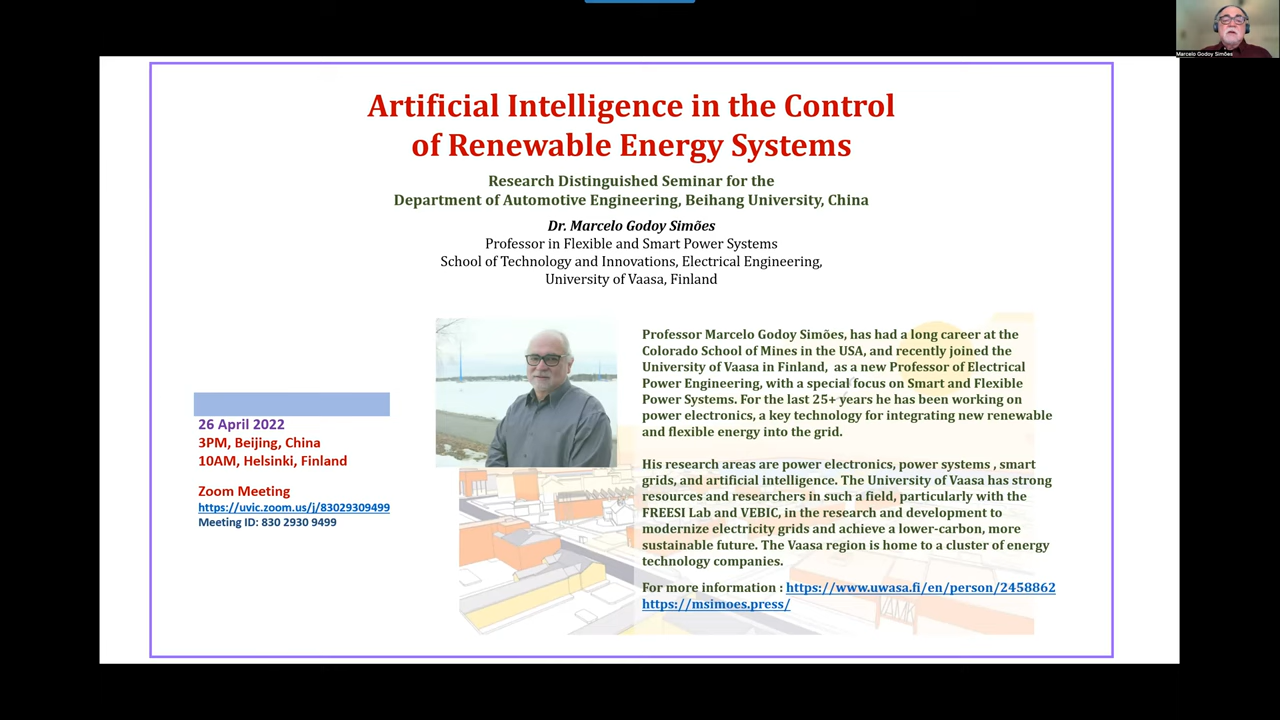 Marcelo Godoy Simões
Artificial Intelligence in the Control
of Renewable Energy Systems
Research Distinguished Seminar for the
Department of Automotive Engineering, Beihang University, China
Dr. Marcelo Godoy Simões
Professor in Flexible and Smart Power Systems
School of Technology and Innovations, Electrical Engineering,
University of Vaasa, Finland
26 April 2022
3PM, Beijing, China
10AM, Helsinki, Finland
Zoom Meeting
https://uvic.zoom.us/j/83029309499
Meeting ID: 830 2930 9499
Professor Marcelo Godoy Simões, has had a long career at the
Colorado School of Mines in the USA, and recently joined the
University of Vaasa in Finland, as a new Professor of Electrical
Power Engineering, with a special focus on Smart and Flexible
Power Systems. For the last 25+ years he has been working on
power electronics, a key technology for integrating new renewable
and flexible energy into the grid.
His research areas are power electronics, power systems , smart
grids, and artificial intelligence. The University of Vaasa has strong
resources and researchers in such a field, particularly with the
FREESI Lab and VEBIC, in the research and development to
modernize electricity grids and achieve a lower-carbon, more
sustainable future. The Vaasa region is home to a cluster of energy
technology companies.
For more information : https://www.uwasa.fi/en/person/2458862
https://msimoes.press/